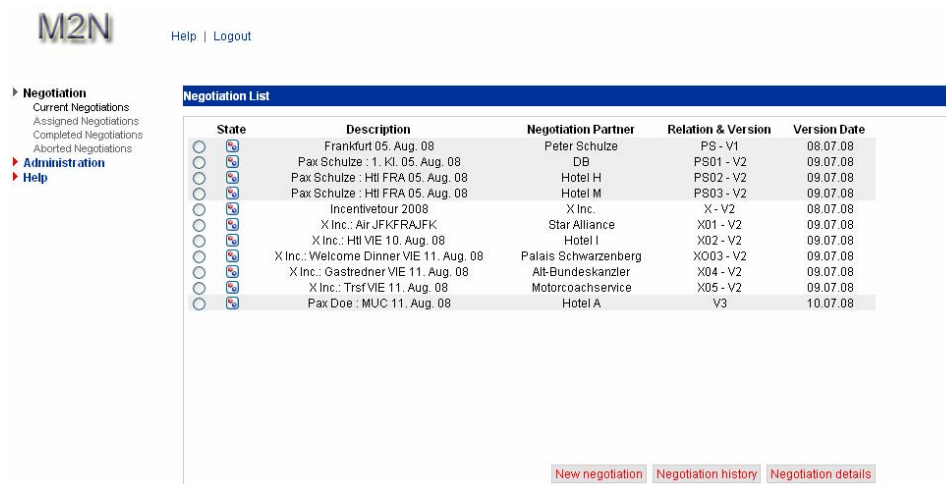 M2N
Help | Logout
Negotiation
Current Negotiations
Assigned Negotiations
Completed Negotiations
Aborted Negotiations
Administration
Help
Negotiation List
State Description Negotiation Partner Relation & Version Version Date
Frankfurt 05. Aug. 08 Peter Schulze PS - V1 08.07.08
Pax Schulze : 1. Kl. 05. Aug. 08 DB PS01 - V2 09.07.08
Pax Schulze : Htl FRA 05. Aug. 08 Hotel H PS02 - V2 09.07.08
Pax Schulze : Htl FRA 05. Aug. 08 Hotel M PS03 - V2 09.07.08
Incentivetour 2008 X Inc. X - V2 08.07.08
X Inc.: Air JFKFRAJFK Star Alliance X01 - V2 09.07.08
X Inc.: Htl VIE 10. Aug. 08 Hotel I X02 - V2 09.07.08
X Inc.: Welcome Dinner VIE 11. Aug. 08 Palais Schwarzenberg XO03 - V2 09.07.08
X Inc.: Gastredner VIE 11. Aug. 08 Alt-Bundeskanzler X04 - V2 09.07.08
X Inc.: Trsf VIE 11. Aug. 08 Motorcoachservice X05 - V2 09.07.08
Pax Doe : MUC 11. Aug. 08 Hotel A V3 10.07.08
New negotiation Negotiation history Negotiation details